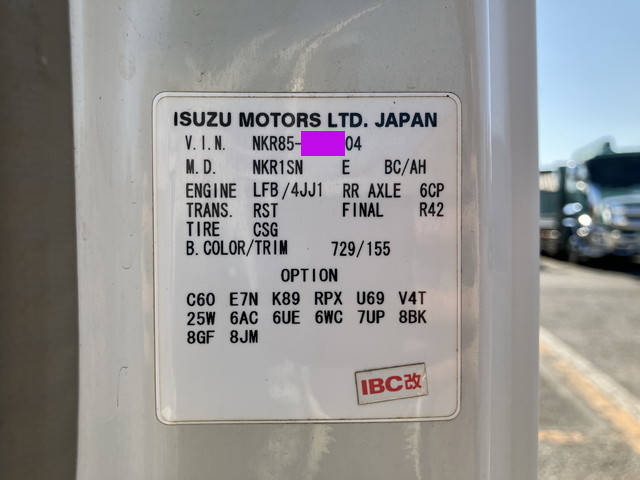 ISUZU MOTORS LTD. JAPAN
V.I.N. NKR85- 04
M.D. NKR1SN E BC/AH
ENGINE LFB/4JJ1 RR AXLE 6CP
TRANS. RST FINAL R42
TIRE CSG
B.COLOR/TRIM 729/155
OPTION
C60 E7N K89 RPX U69 V4T
25W 6AC 6UE 6WC 7UP 8BK
8GF 8JM
IBC改